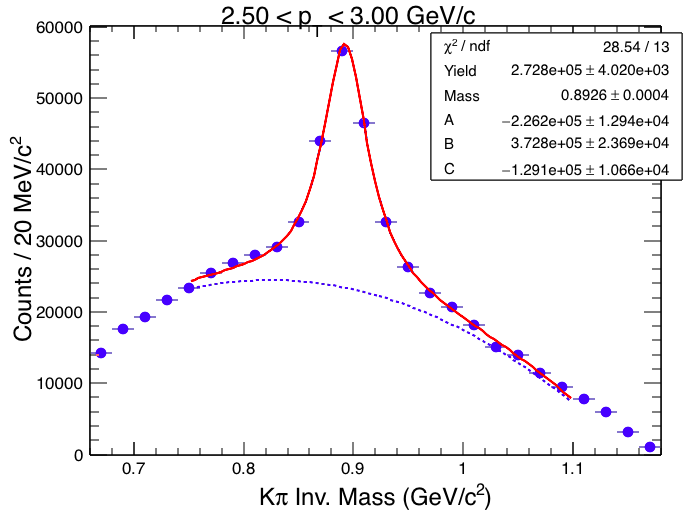 2.50 < p < 3.00 GeV/c
χ² / ndf 28.54 / 13
Yield 2.728e+05 ± 4.020e+03
Mass 0.8926 ± 0.0004
A −2.262e+05 ± 1.294e+04
B 3.728e+05 ± 2.369e+04
C −1.291e+05 ± 1.066e+04
Counts / 20 MeV/c²
60000
50000
40000
30000
20000
10000
0
0.7 0.8 0.9 1 1.1
Kπ Inv. Mass (GeV/c²)